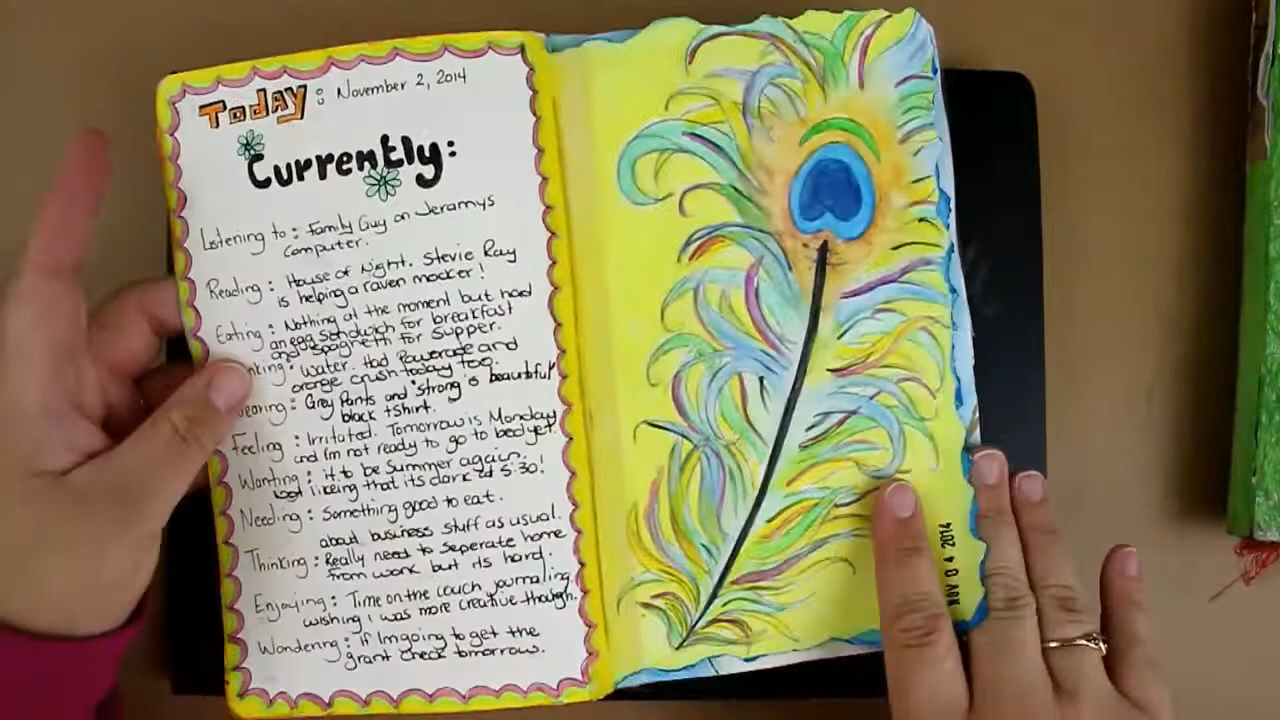 Today: November 2, 2014
Currently:
Listening to: Family Guy on Jeramys
computer.
Reading: House of Night. Stevie Ray
is helping a raven mocker!
Eating: Nothing at the moment but had
an egg sandwich for breakfast
and spaghetti for supper.
nking: Water. Had Powerade and
orange crush today too.
earing: Grey Pants and "strong is beautiful"
black t-shirt.
Feeling: Irritated. Tomorrow is Monday
and i'm not ready to go to bed yet.
Wanting: it to be Summer again.
not liking that its dark at 5:30!
Needing: Something good to eat.
about business stuff as usual.
Thinking: Really need to seperate home
from work but its hard.
Enjoying: Time on the couch journaling.
wishing i was more creative though.
Wondering: If Im going to get the
grant check tomorrow.
NOV 04 2014